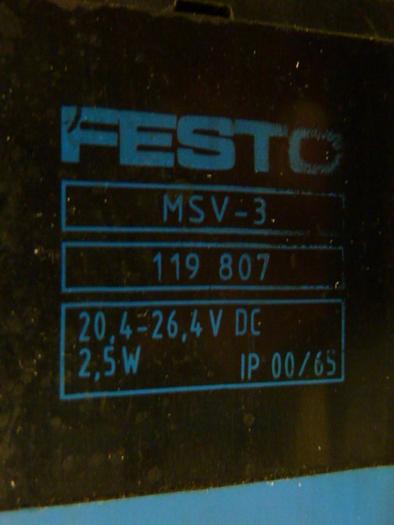 FESTO
MSV-3
119 807
20,4-26,4V DC
2,5W IP 00/65